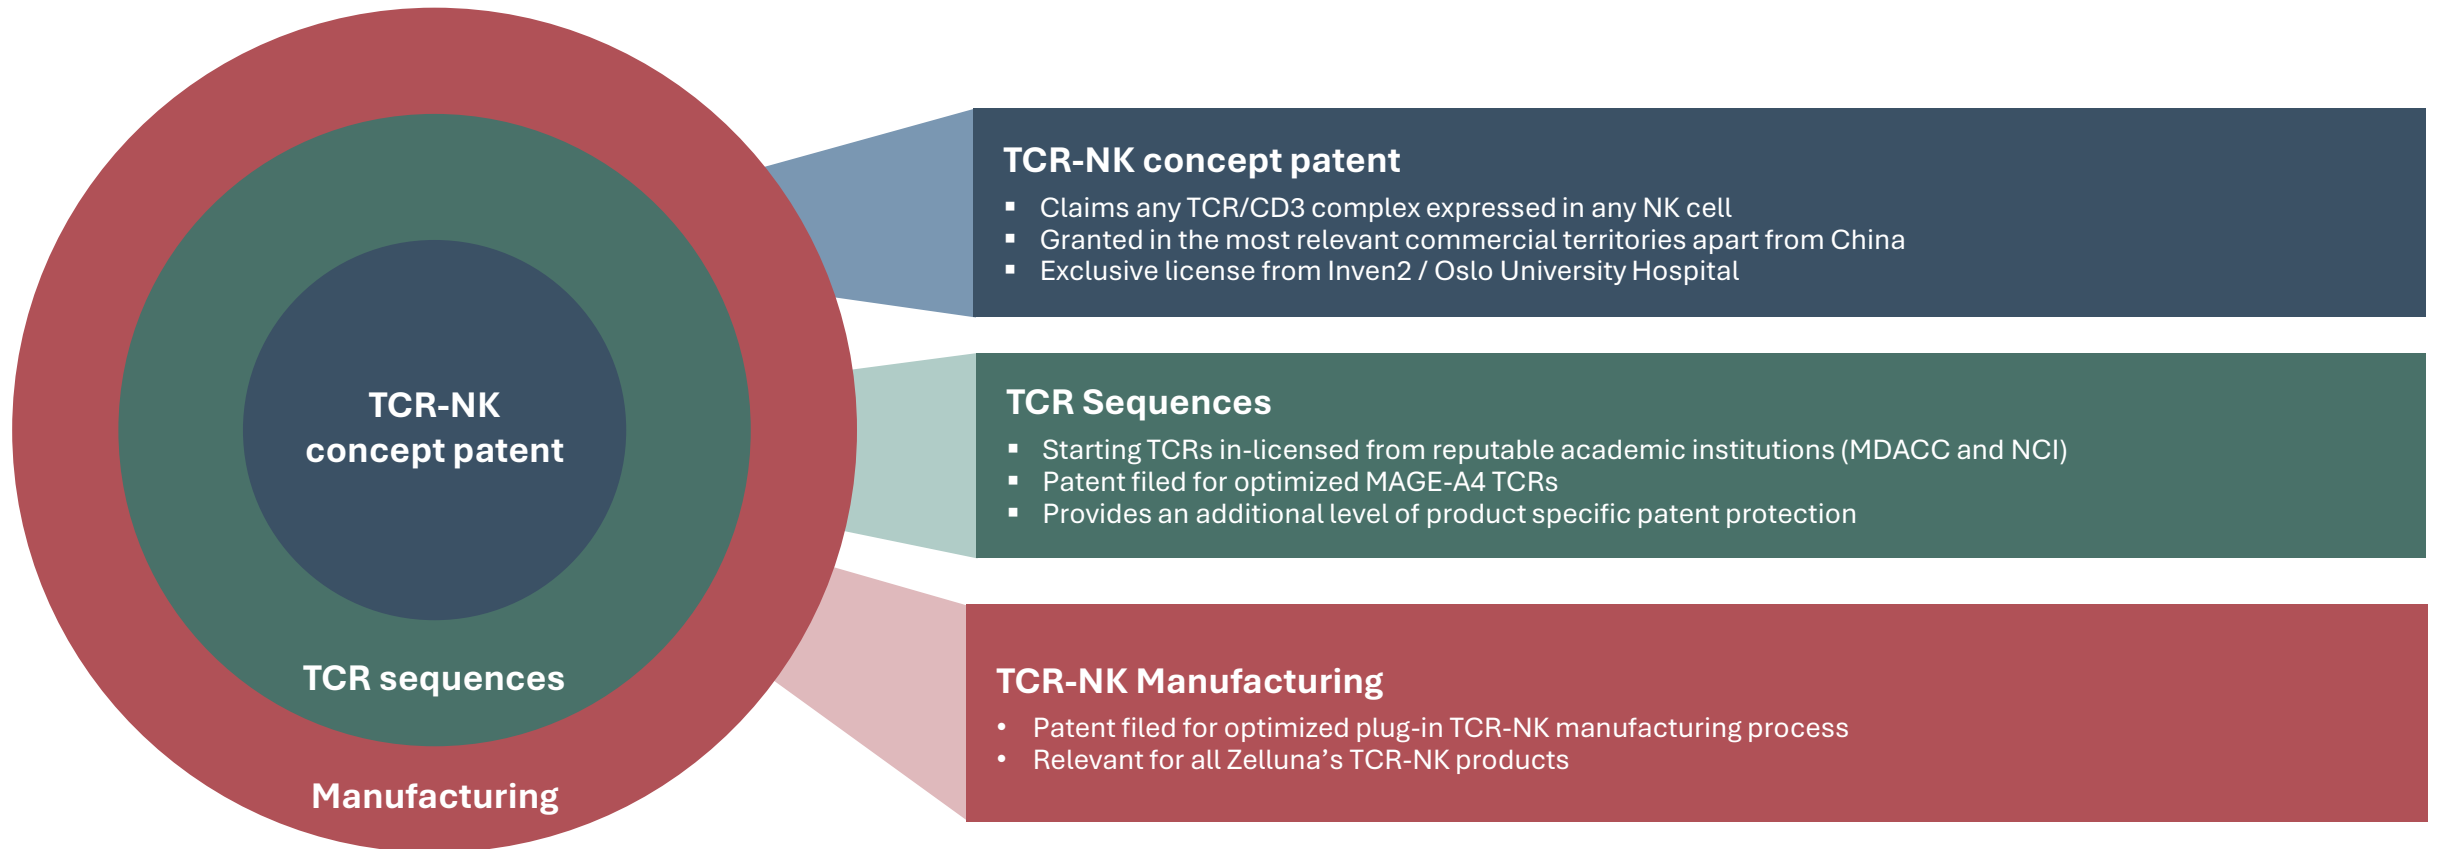 TCR-NK
concept patent
TCR sequences
Manufacturing
TCR-NK concept patent
▪ Claims any TCR/CD3 complex expressed in any NK cell
▪ Granted in the most relevant commercial territories apart from China
▪ Exclusive license from Inven2 / Oslo University Hospital
TCR Sequences
▪ Starting TCRs in-licensed from reputable academic institutions (MDACC and NCI)
▪ Patent filed for optimized MAGE-A4 TCRs
▪ Provides an additional level of product specific patent protection
TCR-NK Manufacturing
• Patent filed for optimized plug-in TCR-NK manufacturing process
• Relevant for all Zelluna’s TCR-NK products